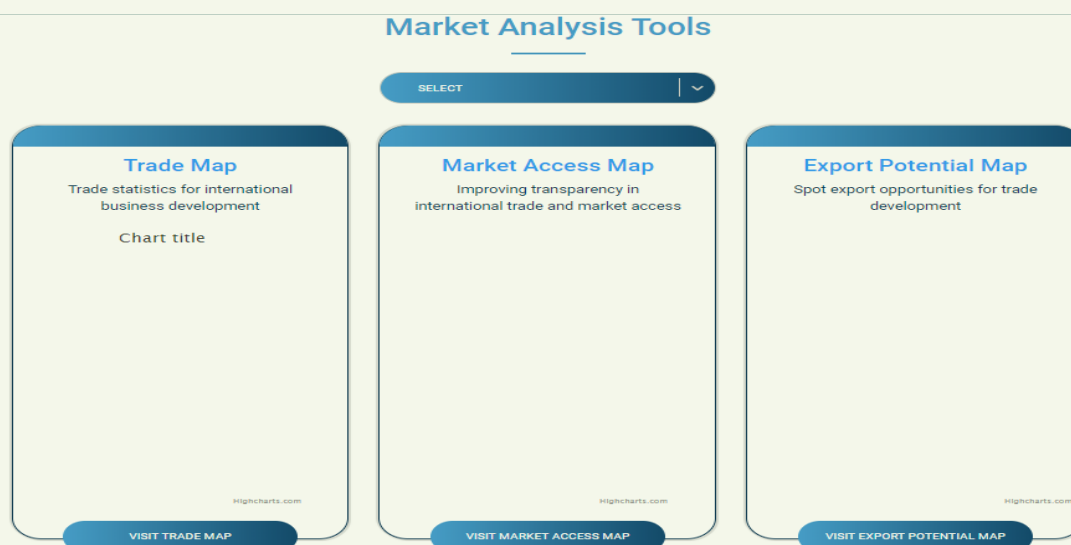 Market Analysis Tools
SELECT
Trade Map
Trade statistics for international
business development
Chart title
Highcharts.com
VISIT TRADE MAP
Market Access Map
Improving transparency in
international trade and market access
Highcharts.com
VISIT MARKET ACCESS MAP
Export Potential Map
Spot export opportunities for trade
development
Highcharts.com
VISIT EXPORT POTENTIAL MAP